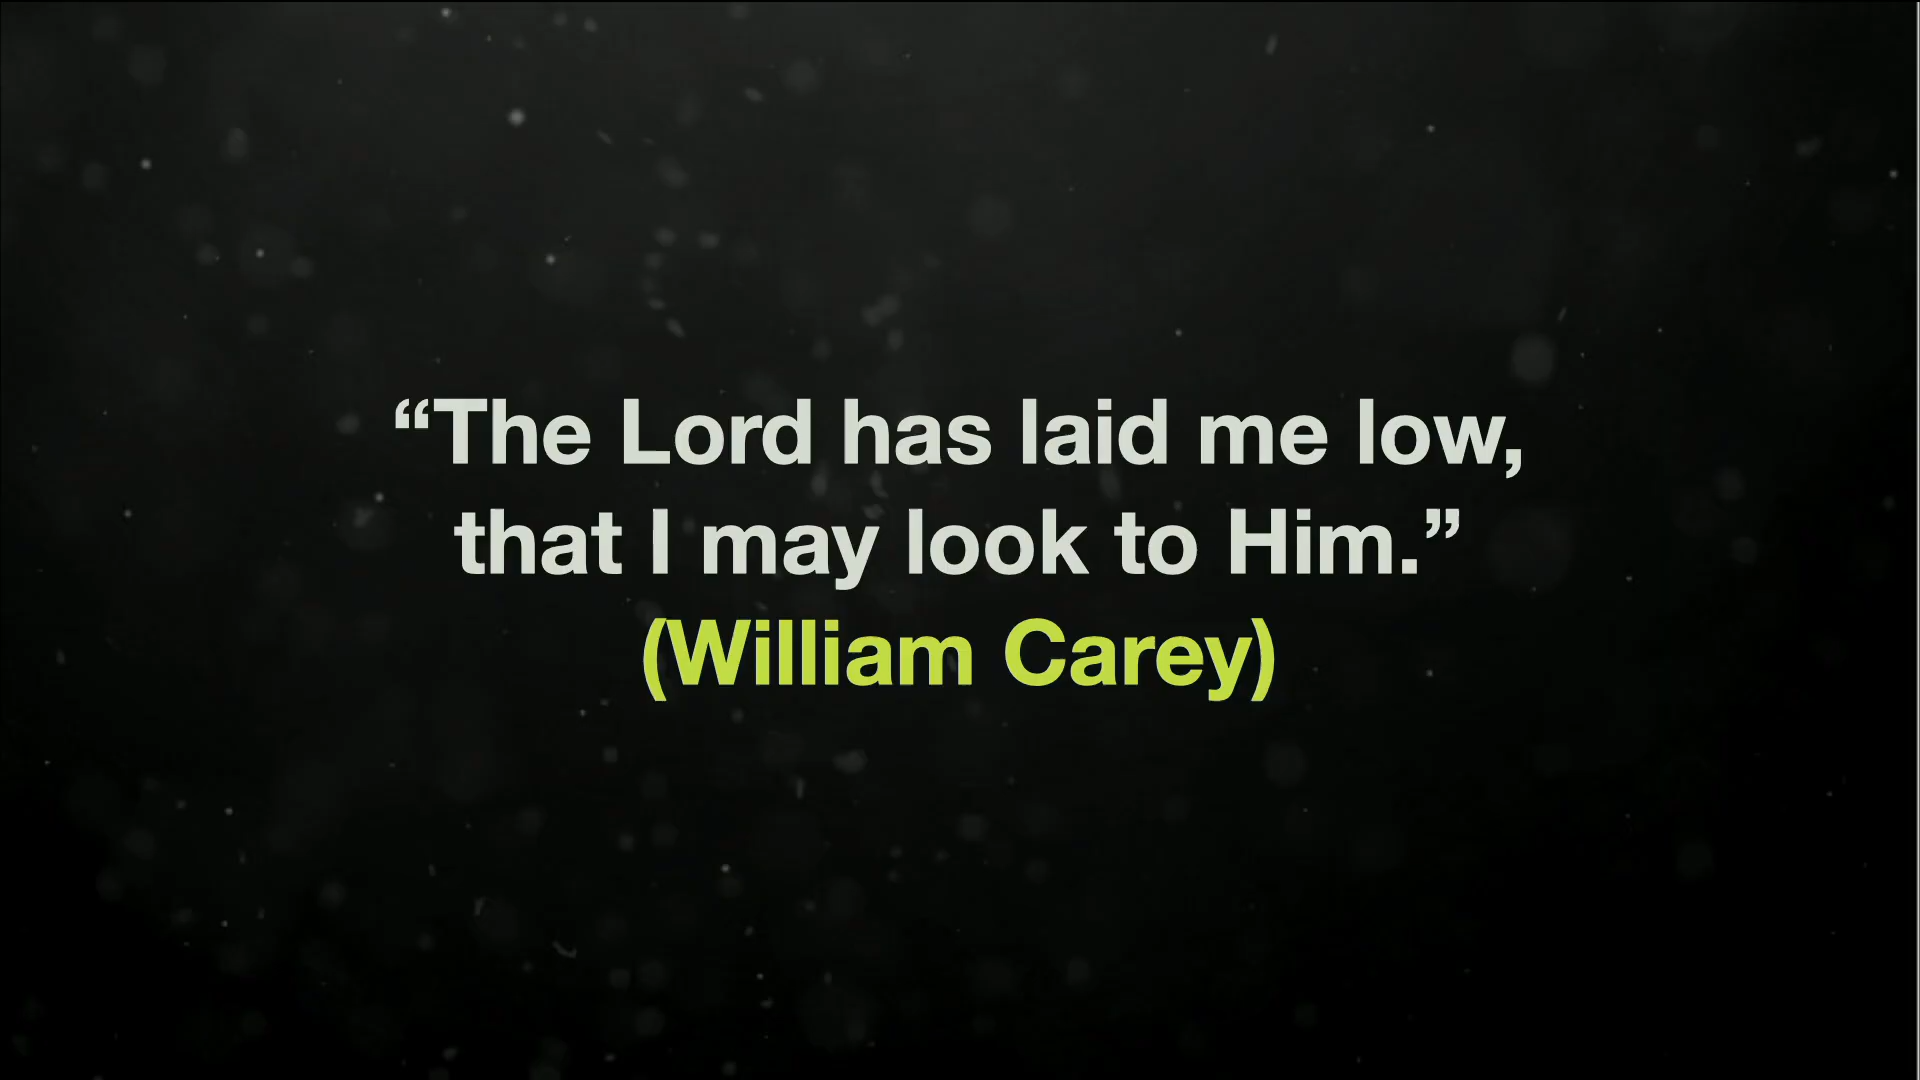 “The Lord has laid me low,
that I may look to Him.”
(William Carey)